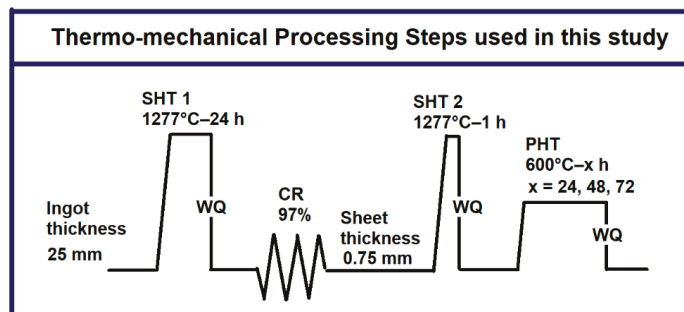 Thermo-mechanical Processing Steps used in this study
SHT 1
1277°C–24 h
SHT 2
1277°C–1 h
PHT
600°C–x h
x = 24, 48, 72
Ingot
thickness
25 mm
WQ
CR
97%
Sheet
thickness
0.75 mm
WQ
WQ